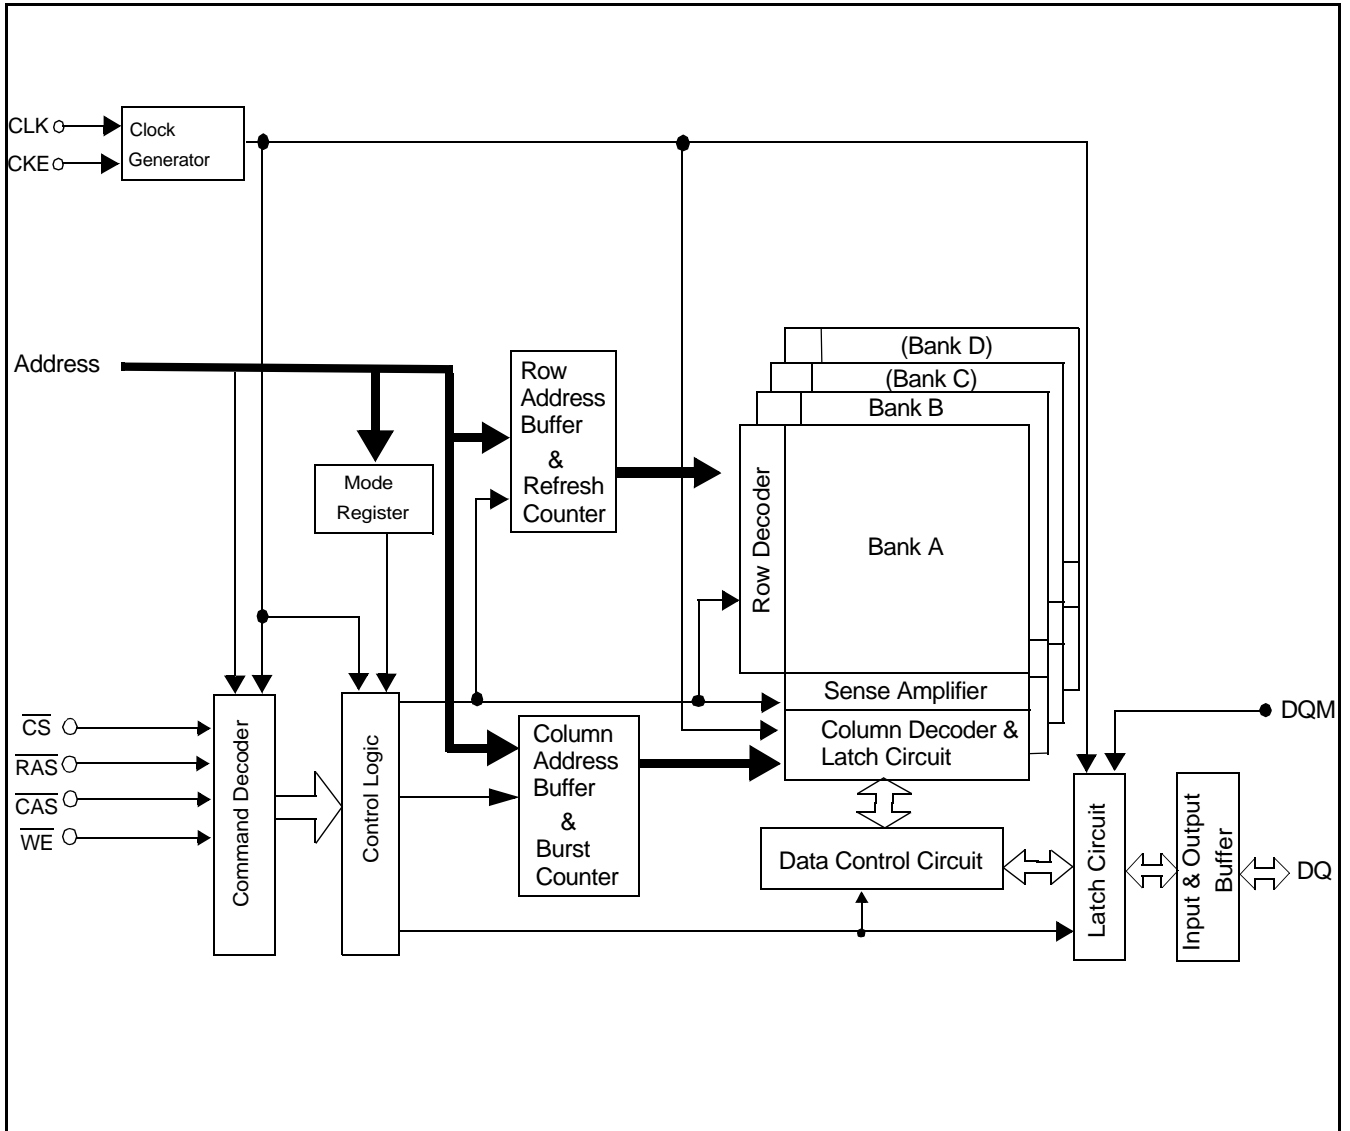 CLK
CKE
Clock
Generator
Address
Row
Address
Buffer
&
Refresh
Counter
(Bank D)
(Bank C)
Bank B
Bank A
Row Decoder
Mode
Register
Sense Amplifier
Column Decoder &
Latch Circuit
CS
RAS
CAS
WE
Command Decoder
Control Logic
Column
Address
Buffer
&
Burst
Counter
Data Control Circuit
Latch Circuit
Input & Output
Buffer
DQM
DQ